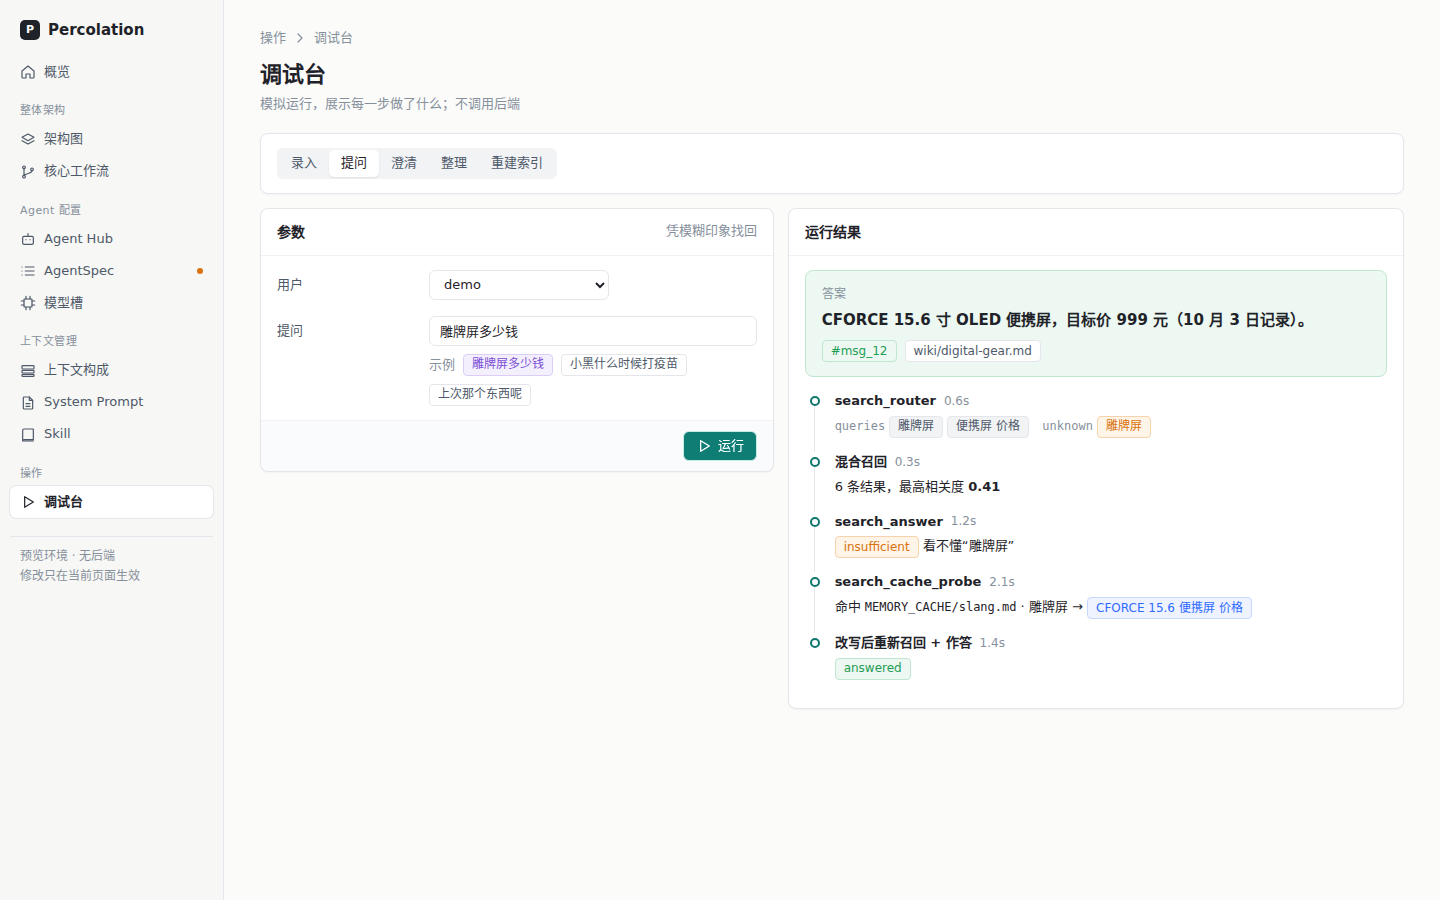 P Percolation
概览
整体架构
架构图
核心工作流
Agent 配置
Agent Hub
AgentSpec
模型槽
上下文管理
上下文构成
System Prompt
Skill
操作
调试台
预览环境 · 无后端
修改只在当前页面生效
操作 > 调试台
调试台
模拟运行，展示每一步做了什么；不调用后端
录入 提问 澄清 整理 重建索引
参数 凭模糊印象找回
用户 demo
提问 雕牌屏多少钱
示例 雕牌屏多少钱 小黑什么时候打疫苗
上次那个东西呢
运行
运行结果
答案
CFORCE 15.6 寸 OLED 便携屏，目标价 999 元（10 月 3 日记录）。
#msg_12 wiki/digital-gear.md
search_router 0.6s
queries 雕牌屏 便携屏 价格 unknown 雕牌屏
混合召回 0.3s
6 条结果，最高相关度 0.41
search_answer 1.2s
insufficient 看不懂“雕牌屏”
search_cache_probe 2.1s
命中 MEMORY_CACHE/slang.md · 雕牌屏 → CFORCE 15.6 便携屏 价格
改写后重新召回 + 作答 1.4s
answered